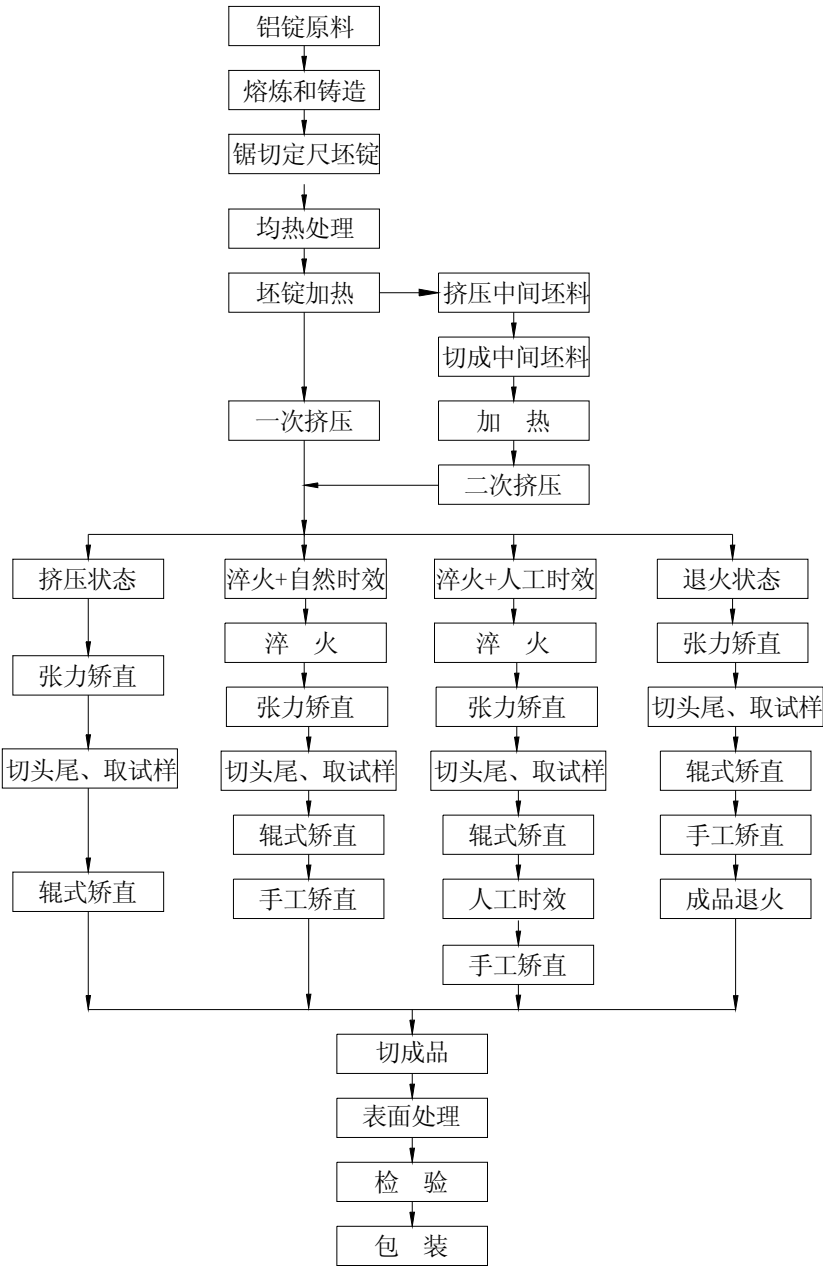 铝锭原料
熔炼和铸造
锯切定尺坯锭
均热处理
坯锭加热
挤压中间坯料
切成中间坯料
一次挤压
加 热
二次挤压
挤压状态
淬火+自然时效
淬火+人工时效
退火状态
淬 火
淬 火
张力矫直
张力矫直
张力矫直
张力矫直
切头尾、取试样
切头尾、取试样
切头尾、取试样
切头尾、取试样
辊式矫直
辊式矫直
辊式矫直
手工矫直
辊式矫直
手工矫直
人工时效
成品退火
手工矫直
切成品
表面处理
检 验
包 装